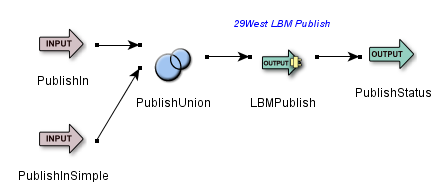 29West LBM Publish
INPUT
PublishIn
PublishUnion
OUTPUT
LBMPublish
OUTPUT
PublishStatus
INPUT
PublishInSimple